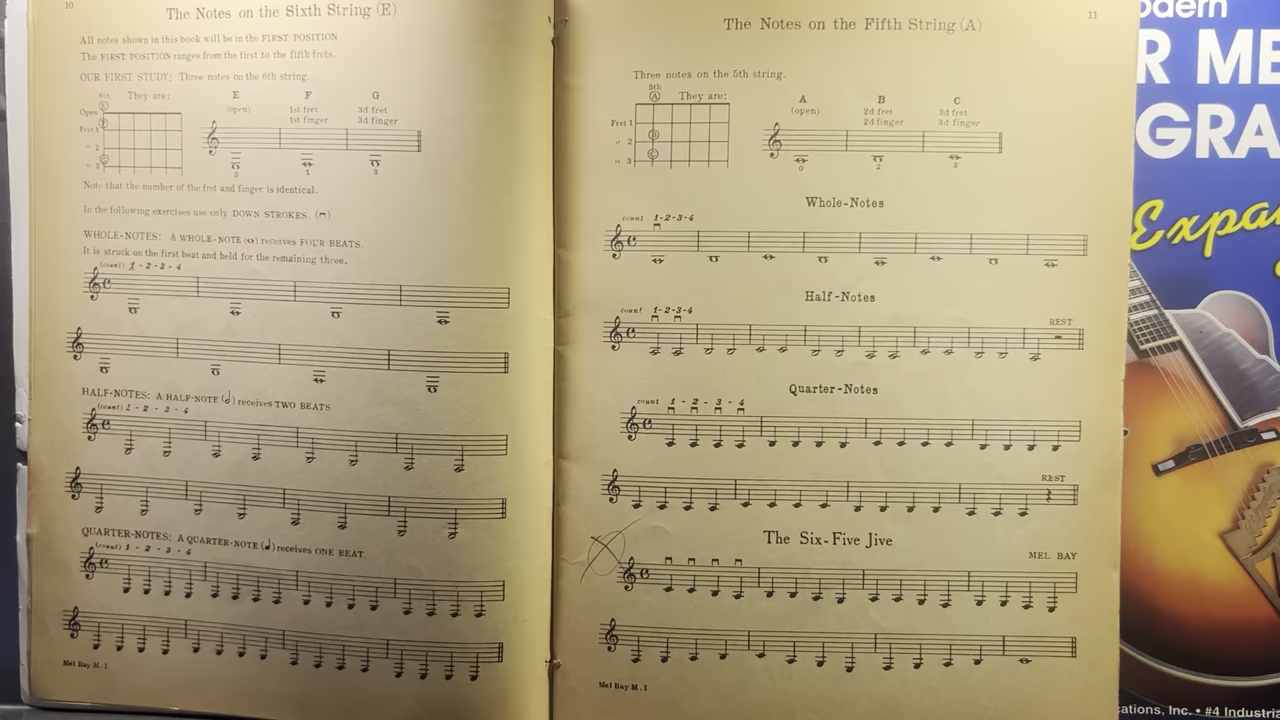 10
The Notes on the Sixth String (E)
All notes shown in this book will be in the FIRST POSITION
The FIRST POSITION ranges from the first to the fifth frets.
OUR FIRST STUDY: Three notes on the 6th string.
6th
They are:
E F G
(open) 1st fret 3d fret
1st finger 3d finger
Open
E
Fret 1
F
" 2
" 3
G
0 1 3
Note that the number of the fret and finger is identical.
In the following exercises use only DOWN STROKES. ( ).
WHOLE-NOTES: A WHOLE-NOTE ( ) receives FOUR BEATS.
It is struck on the first beat and held for the remaining three.
(count) 1 - 2 - 3 - 4
HALF-NOTES: A HALF-NOTE ( ) receives TWO BEATS.
(count) 1 - 2 - 3 - 4
QUARTER-NOTES: A QUARTER-NOTE ( ) receives ONE BEAT.
(count) 1 - 2 - 3 - 4
Mel Bay M. 1
11
The Notes on the Fifth String (A)
Three notes on the 5th string.
5th
A
They are:
A B C
(open) 2d fret 3d fret
2d finger 3d finger
Fret 1
B
" 2
C
" 3
0 2 3
Whole-Notes
count 1-2-3-4
Half-Notes
count 1-2-3-4
REST
Quarter-Notes
count 1 - 2 - 3 - 4
REST
The Six-Five Jive
MEL BAY
Mel Bay M. 1
odern
R ME
GRA
Expa
cations, Inc. • #4 Industria